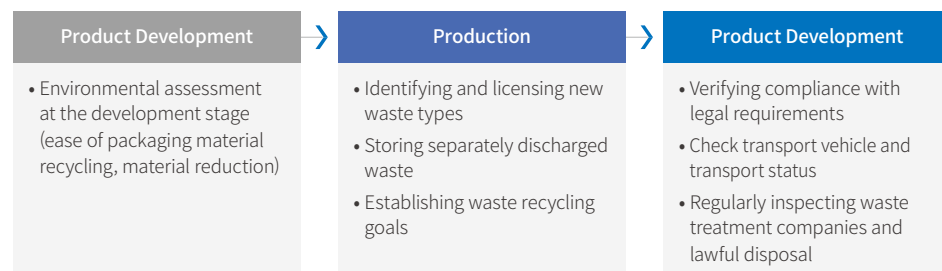 Product Development
• Environmental assessment
at the development stage
(ease of packaging material
recycling, material reduction)
Production
• Identifying and licensing new
waste types
• Storing separately discharged
waste
• Establishing waste recycling
goals
Product Development
• Verifying compliance with
legal requirements
• Check transport vehicle and
transport status
• Regularly inspecting waste
treatment companies and
lawful disposal